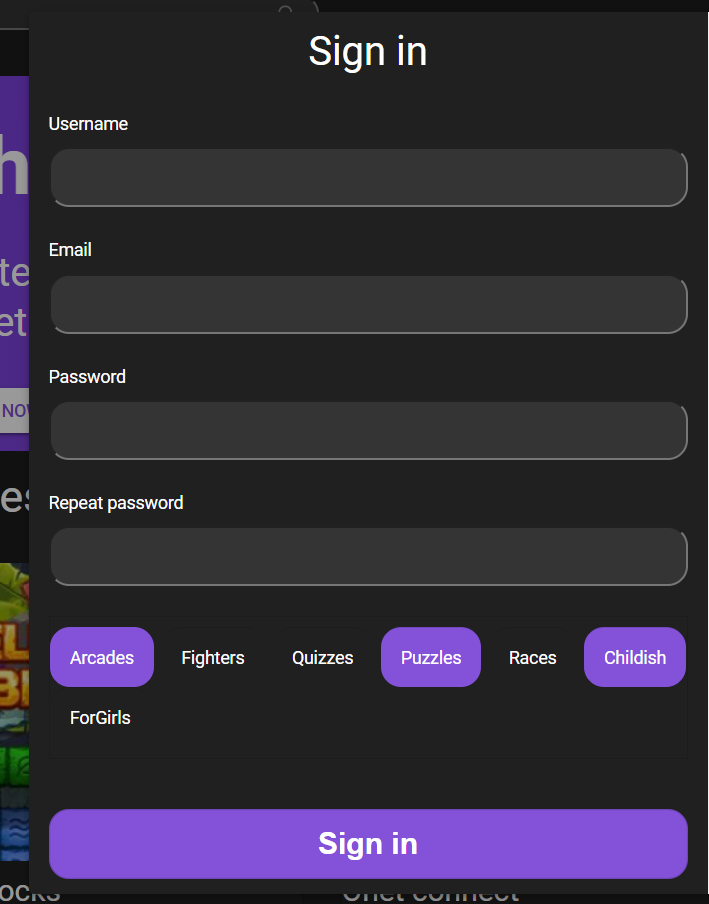 Sign in
Username
Email
Password
Repeat password
Arcades Fighters Quizzes Puzzles Races Childish
ForGirls
Sign in